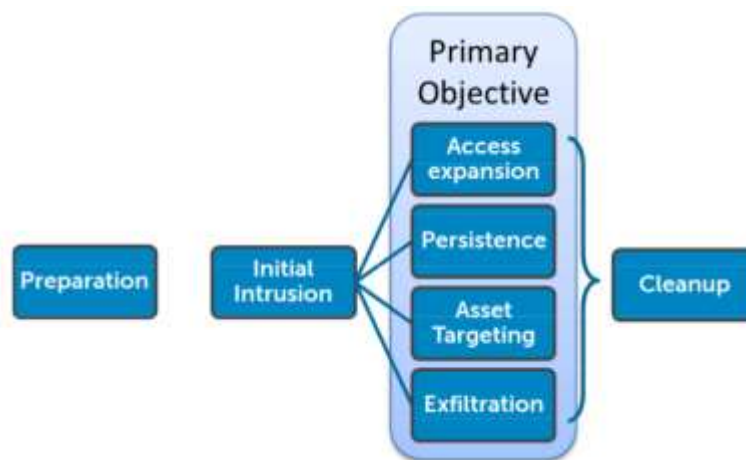 Primary
Objective
Access
expansion
Persistence
Preparation
Initial
Intrusion
Cleanup
Asset
Targeting
Exfiltration